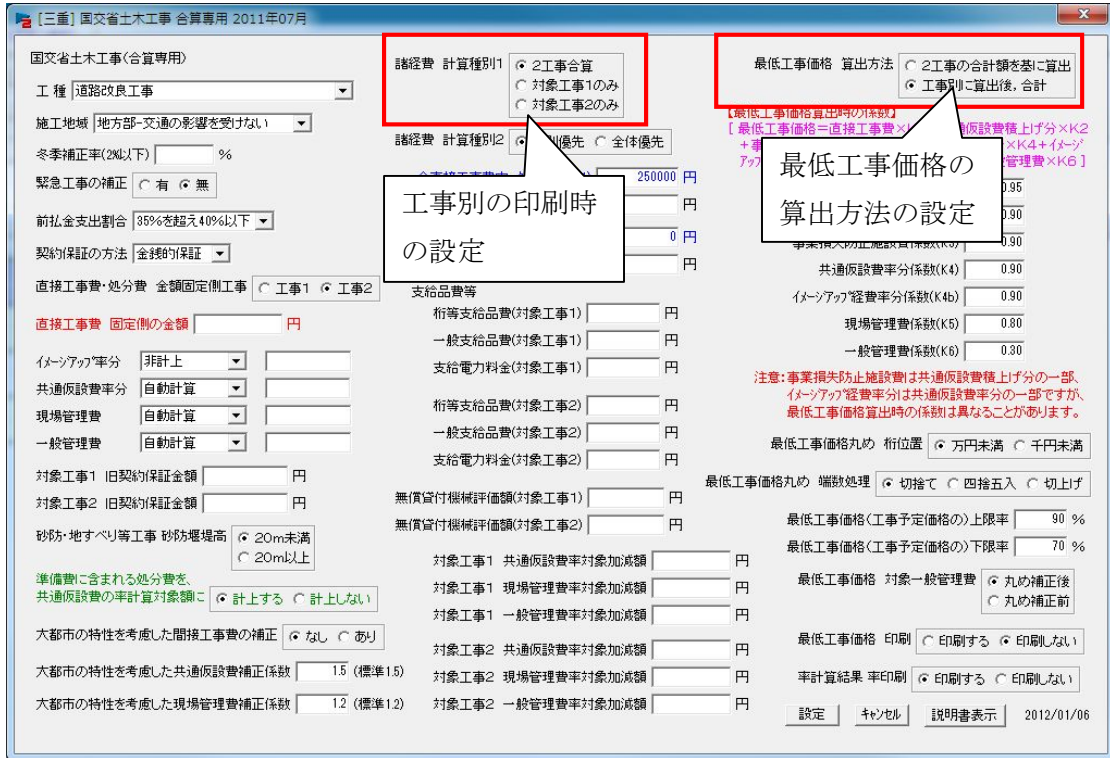 [三重] 国交省土木工事 合算専用 2011年07月
国交省土木工事(合算専用)
工 種 道路改良工事
施工地域 地方部-交通の影響を受けない
冬季補正率(2%以下) %
緊急工事の補正 有 無
前払金支出割合 35%を超え40%以下
契約保証の方法 金銭的保証
直接工事費・処分費 金額固定側工事 工事1 工事2
直接工事費 固定側の金額 円
イメージアップ率分 非計上
共通仮設費率分 自動計算
現場管理費 自動計算
一般管理費 自動計算
対象工事1 旧契約保証金額 円
対象工事2 旧契約保証金額 円
砂防・地すべり等工事 砂防堰堤高 20m未満
20m以上
準備費に含まれる処分費を、
共通仮設費の率計算対象額に 計上する 計上しない
大都市の特性を考慮した間接工事費の補正 なし あり
大都市の特性を考慮した共通仮設費補正係数 1.5 (標準1.5)
大都市の特性を考慮した現場管理費補正係数 1.2 (標準1.2)
諸経費 計算種別1 2工事合算
対象工事1のみ
対象工事2のみ
諸経費 計算種別2 優先 全体優先
250000 円
円
0 円
円
工事別の印刷時
の設定
支給品費等
桁等支給品費(対象工事1) 円
一般支給品費(対象工事1) 円
支給電力料金(対象工事1) 円
桁等支給品費(対象工事2) 円
一般支給品費(対象工事2) 円
支給電力料金(対象工事2) 円
無償貸付機械評価額(対象工事1) 円
無償貸付機械評価額(対象工事2) 円
対象工事1 共通仮設費率対象加減額 円
対象工事1 現場管理費率対象加減額 円
対象工事1 一般管理費率対象加減額 円
対象工事2 共通仮設費率対象加減額 円
対象工事2 現場管理費率対象加減額 円
対象工事2 一般管理費率対象加減額 円
最低工事価格 算出方法 2工事の合計額を基に算出
工事別に算出後,合計
【最低工事価格算出時の係数】
[ 最低工事価格=直接工事費× 設費積上げ分×K2
×K4+イメージ
管理費×K6 ]
最低工事価格の
算出方法の設定
0.95
0.90
0.90
共通仮設費率分係数(K4) 0.90
イメージアップ経費率分係数(K4b) 0.90
現場管理費係数(K5) 0.80
一般管理費係数(K6) 0.30
注意:事業損失防止施設費は共通仮設費積上げ分の一部、
イメージアップ経費率分は共通仮設費率分の一部ですが、
最低工事価格算出時の係数は異なることがあります。
最低工事価格丸め 桁位置 万円未満 千円未満
最低工事価格丸め 端数処理 切捨て 四捨五入 切上げ
最低工事価格(工事予定価格の)上限率 90 %
最低工事価格(工事予定価格の)下限率 70 %
最低工事価格 対象一般管理費 丸め補正後
丸め補正前
最低工事価格 印刷 印刷する 印刷しない
率計算結果 率印刷 印刷する 印刷しない
設定 キャンセル 説明書表示 2012/01/06